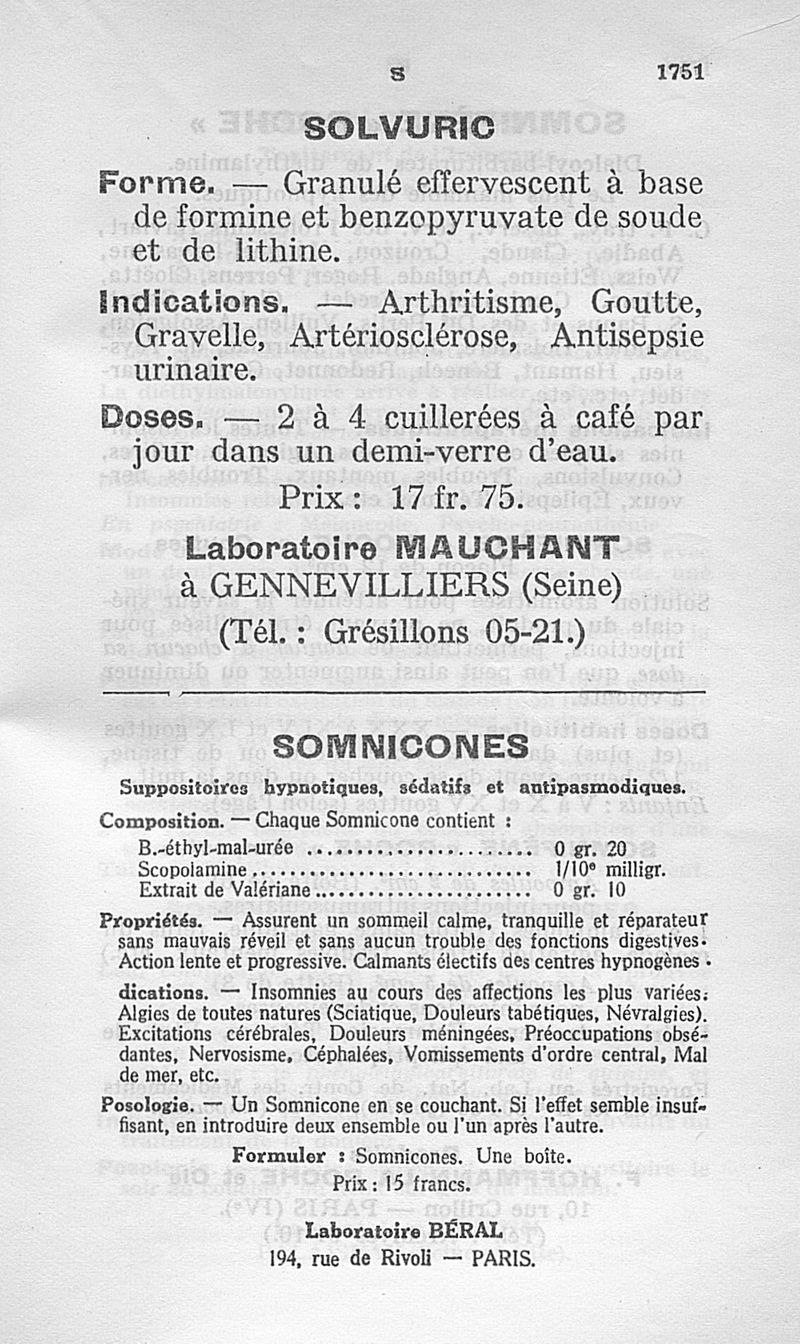 S 1751
SOLVURIC
Forme. — Granulé effervescent à base
de formine et benzopyruvate de soude
et de lithine.
Indications. — Arthritisme, Goutte,
Gravelle, Artériosclérose, Antisepsie
urinaire.
Doses. — 2 à 4 cuillerées à café par
jour dans un demi-verre d'eau.
Prix : 17 fr. 75.
Laboratoire MAUCHANT
à GENNEVILLIERS (Seine)
(Tél. : Grésillons 05-21.)
SOMNICONES
Suppositoires hypnotiques, sédatifs et antipasmodiques.
Composition. — Chaque Somnicone contient :
B.-éthyl-mal-urée ........................ 0 gr. 20
Scopolamine .............................. 1/10e milligr.
Extrait de Valériane ....................... 0 gr. 10
Propriétés. — Assurent un sommeil calme, tranquille et réparateur
sans mauvais réveil et sans aucun trouble des fonctions digestives.
Action lente et progressive. Calmants électifs des centres hypnogènes .
dications. — Insomnies au cours des affections les plus variées;
Algies de toutes natures (Sciatique, Douleurs tabétiques, Névralgies).
Excitations cérébrales, Douleurs méningées, Préoccupations obsé-
dantes, Nervosisme, Céphalées, Vomissements d'ordre central, Mal
de mer, etc.
Posologie. — Un Somnicone en se couchant. Si l'effet semble insuf-
fisant, en introduire deux ensemble ou l'un après l'autre.
Formuler : Somnicones. Une boîte.
Prix : 15 francs.
Laboratoire BÉRAL
194, rue de Rivoli — PARIS.